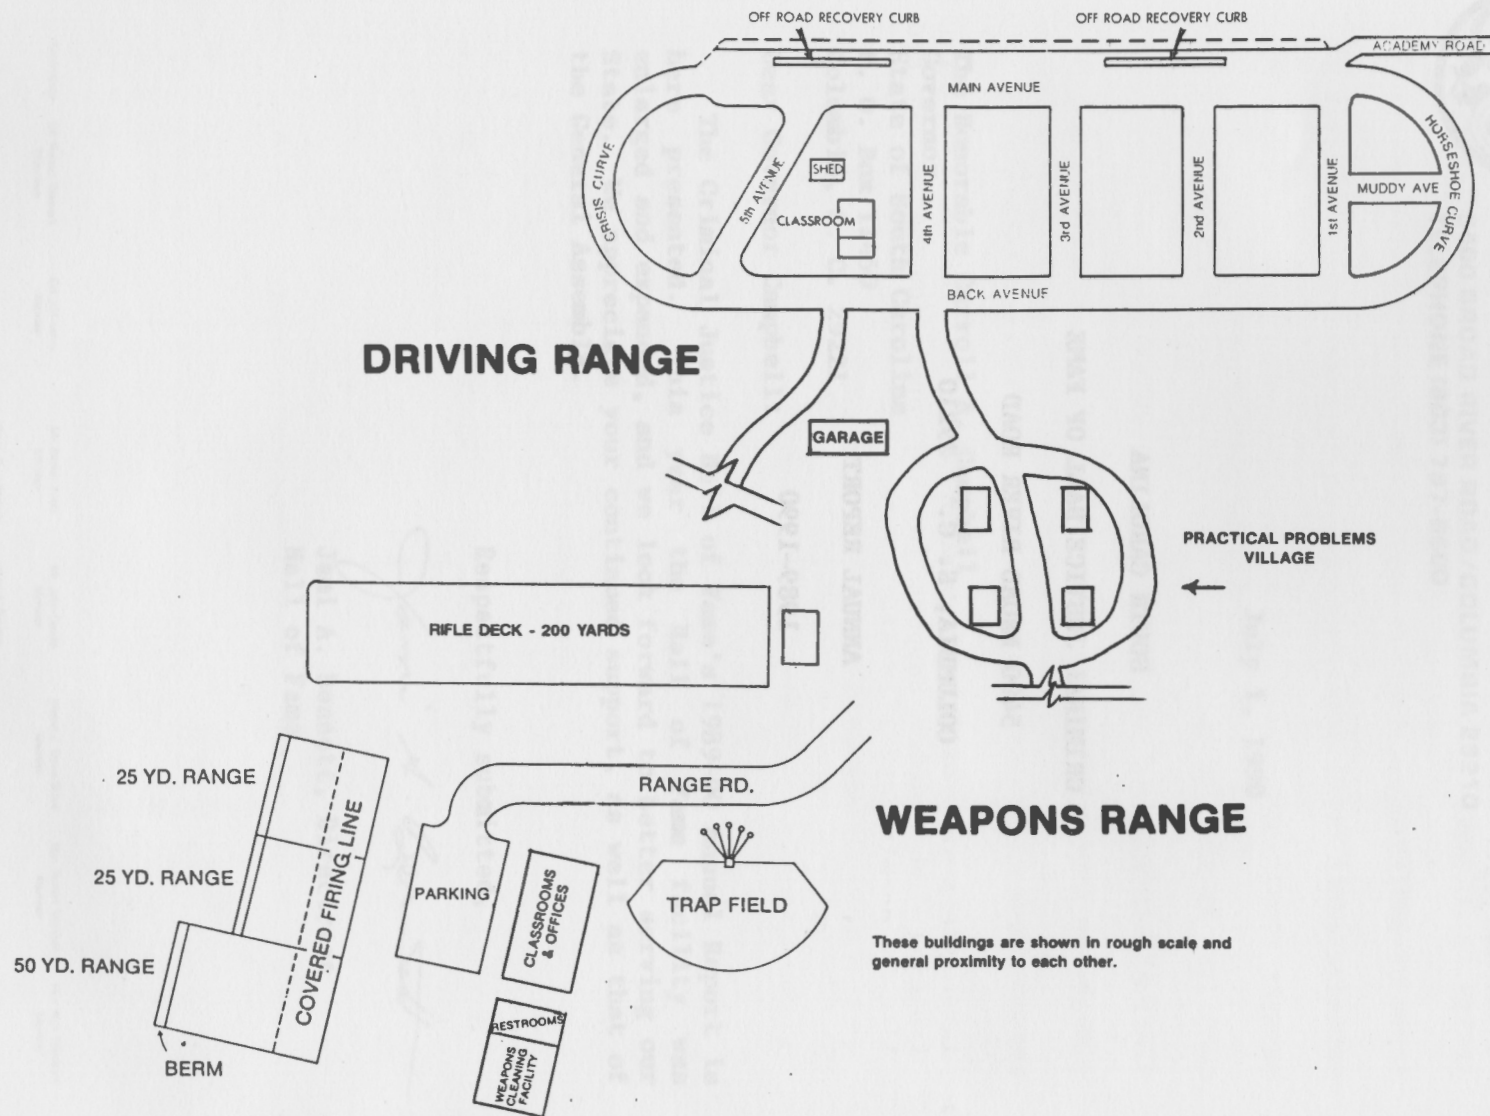 OFF ROAD RECOVERY CURB
OFF ROAD RECOVERY CURB
ACADEMY ROAD
MAIN AVENUE
CRISIS CURVE
5th AVENUE
SHED
CLASSROOM
4th AVENUE
3rd AVENUE
2nd AVENUE
1st AVENUE
MUDDY AVE
HORSESHOE CURVE
BACK AVENUE
DRIVING RANGE
GARAGE
PRACTICAL PROBLEMS
VILLAGE
RIFLE DECK - 200 YARDS
RANGE RD.
WEAPONS RANGE
25 YD. RANGE
25 YD. RANGE
50 YD. RANGE
COVERED FIRING LINE
BERM
PARKING
CLASSROOMS
& OFFICES
TRAP FIELD
RESTROOMS
WEAPONS
CLEANING
FACILITY
These buildings are shown in rough scale and
general proximity to each other.